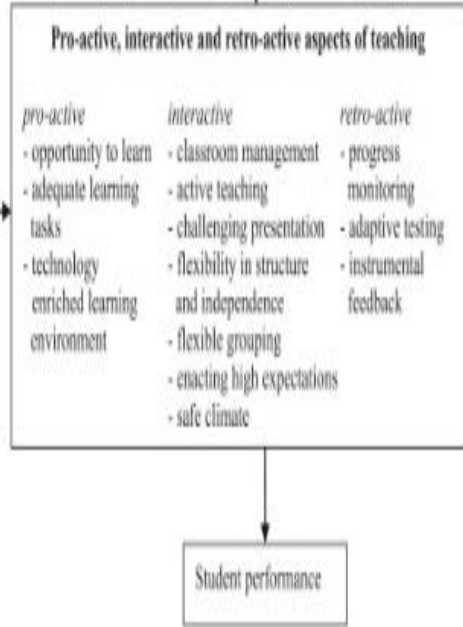 Pro-active, interactive and retro-active aspects of teaching
pro-active
- opportunity to learn
- adequate learning
tasks
- technology
enriched learning
environment
interactive
- classroom management
- active teaching
- challenging presentation
- flexibility in structure
and independence
- flexible grouping
- enacting high expectations
- safe climate
retro-active
- progress
monitoring
- adaptive testing
- instrumental
feedback
Student performance